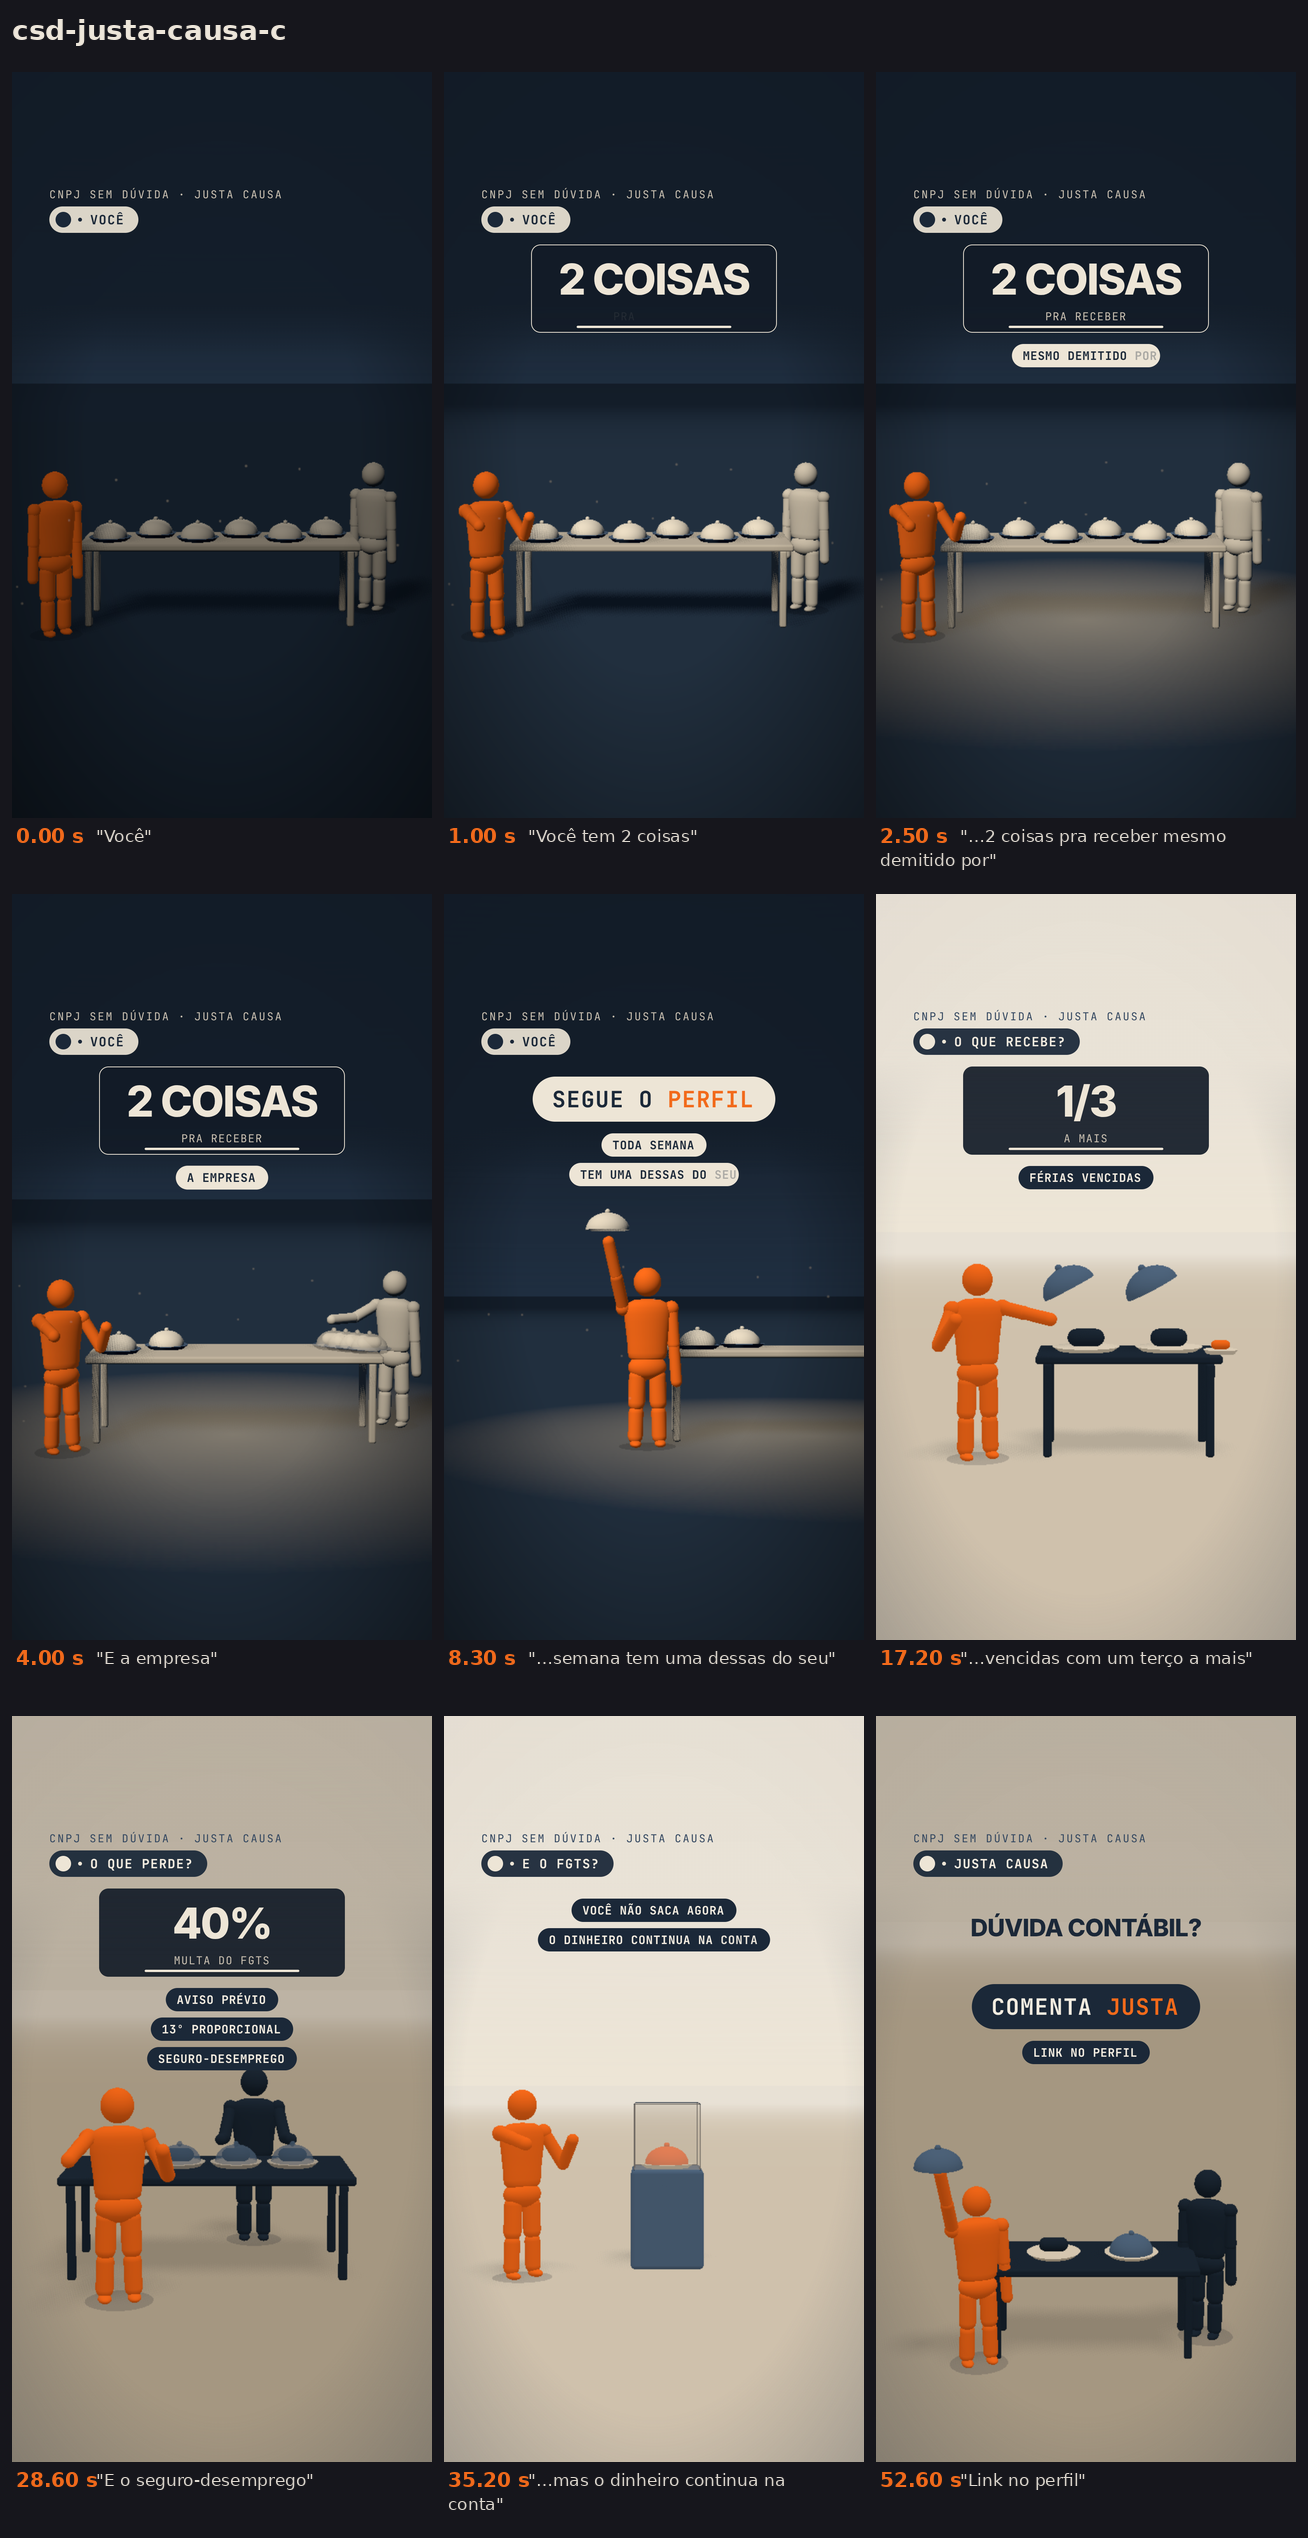 csd-justa-causa-c
CNPJ SEM DÚVIDA · JUSTA CAUSA
• VOCÊ
0.00 s "Você"
CNPJ SEM DÚVIDA · JUSTA CAUSA
• VOCÊ
2 COISAS
PRA
1.00 s "Você tem 2 coisas"
CNPJ SEM DÚVIDA · JUSTA CAUSA
• VOCÊ
2 COISAS
PRA RECEBER
MESMO DEMITIDO POR
2.50 s "...2 coisas pra receber mesmo
demitido por"
CNPJ SEM DÚVIDA · JUSTA CAUSA
• VOCÊ
2 COISAS
PRA RECEBER
A EMPRESA
4.00 s "E a empresa"
CNPJ SEM DÚVIDA · JUSTA CAUSA
• VOCÊ
SEGUE O PERFIL
TODA SEMANA
TEM UMA DESSAS DO SEU
8.30 s "...semana tem uma dessas do seu"
CNPJ SEM DÚVIDA · JUSTA CAUSA
• O QUE RECEBE?
1/3
A MAIS
FÉRIAS VENCIDAS
17.20 s "...vencidas com um terço a mais"
CNPJ SEM DÚVIDA · JUSTA CAUSA
• O QUE PERDE?
40%
MULTA DO FGTS
AVISO PRÉVIO
13° PROPORCIONAL
SEGURO-DESEMPREGO
28.60 s "E o seguro-desemprego"
CNPJ SEM DÚVIDA · JUSTA CAUSA
• E O FGTS?
VOCÊ NÃO SACA AGORA
O DINHEIRO CONTINUA NA CONTA
35.20 s "...mas o dinheiro continua na
conta"
CNPJ SEM DÚVIDA · JUSTA CAUSA
• JUSTA CAUSA
DÚVIDA CONTÁBIL?
COMENTA JUSTA
LINK NO PERFIL
52.60 s "Link no perfil"